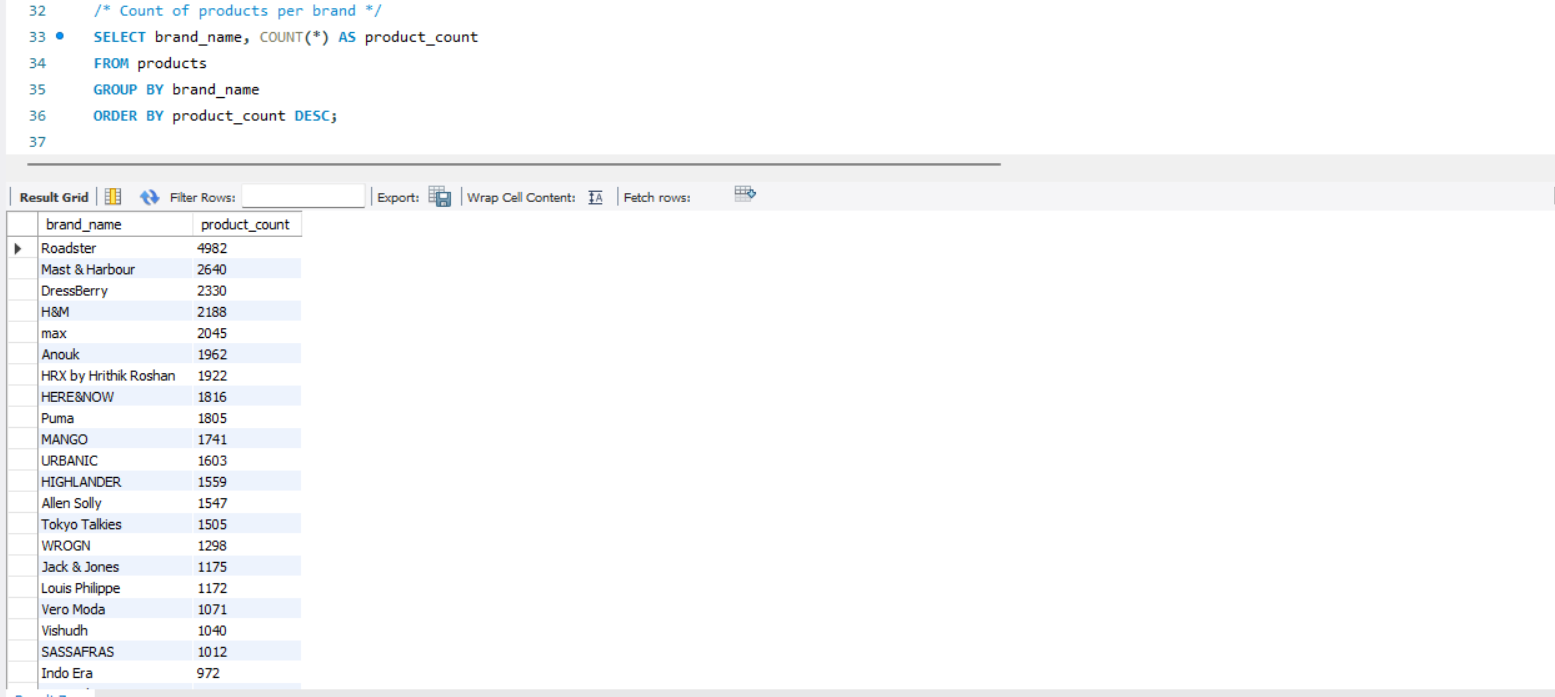 32 /* Count of products per brand */
33 SELECT brand_name, COUNT(*) AS product_count
34 FROM products
35 GROUP BY brand_name
36 ORDER BY product_count DESC;
37
Result Grid Filter Rows: Export: Wrap Cell Content: Fetch rows:
brand_name product_count
Roadster 4982
Mast & Harbour 2640
DressBerry 2330
H&M 2188
max 2045
Anouk 1962
HRX by Hrithik Roshan 1922
HERE&NOW 1816
Puma 1805
MANGO 1741
URBANIC 1603
HIGHLANDER 1559
Allen Solly 1547
Tokyo Talkies 1505
WROGN 1298
Jack & Jones 1175
Louis Philippe 1172
Vero Moda 1071
Vishudh 1040
SASSAFRAS 1012
Indo Era 972